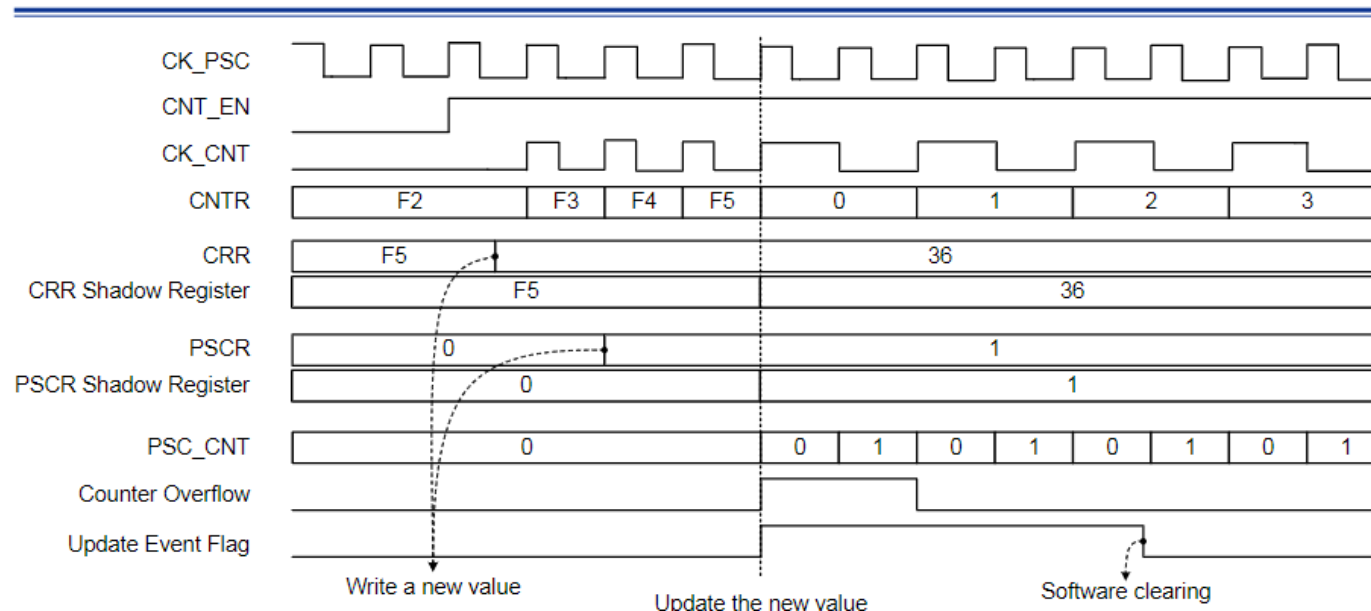 CK_PSC
CNT_EN
CK_CNT
CNTR F2 F3 F4 F5 0 1 2 3
CRR F5 36
CRR Shadow Register F5 36
PSCR 0 1
PSCR Shadow Register 0 1
PSC_CNT 0 0 1 0 1 0 1 0 1
Counter Overflow
Update Event Flag
Write a new value
Update the new value
Software clearing